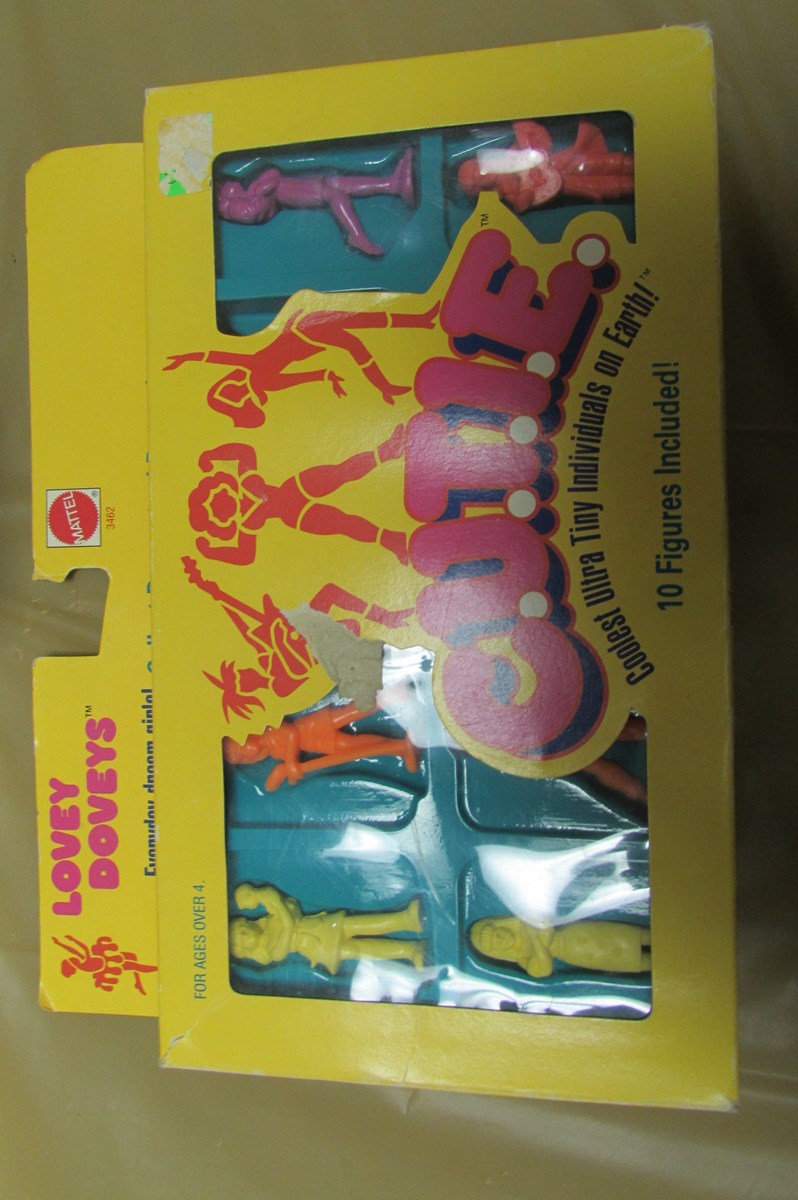 LOVEY
DOVEYS™
MATTEL®
3462
FOR AGES OVER 4.
C.U.T.I.E.™
Coolest Ultra Tiny Individuals on Earth!™
10 Figures Included!